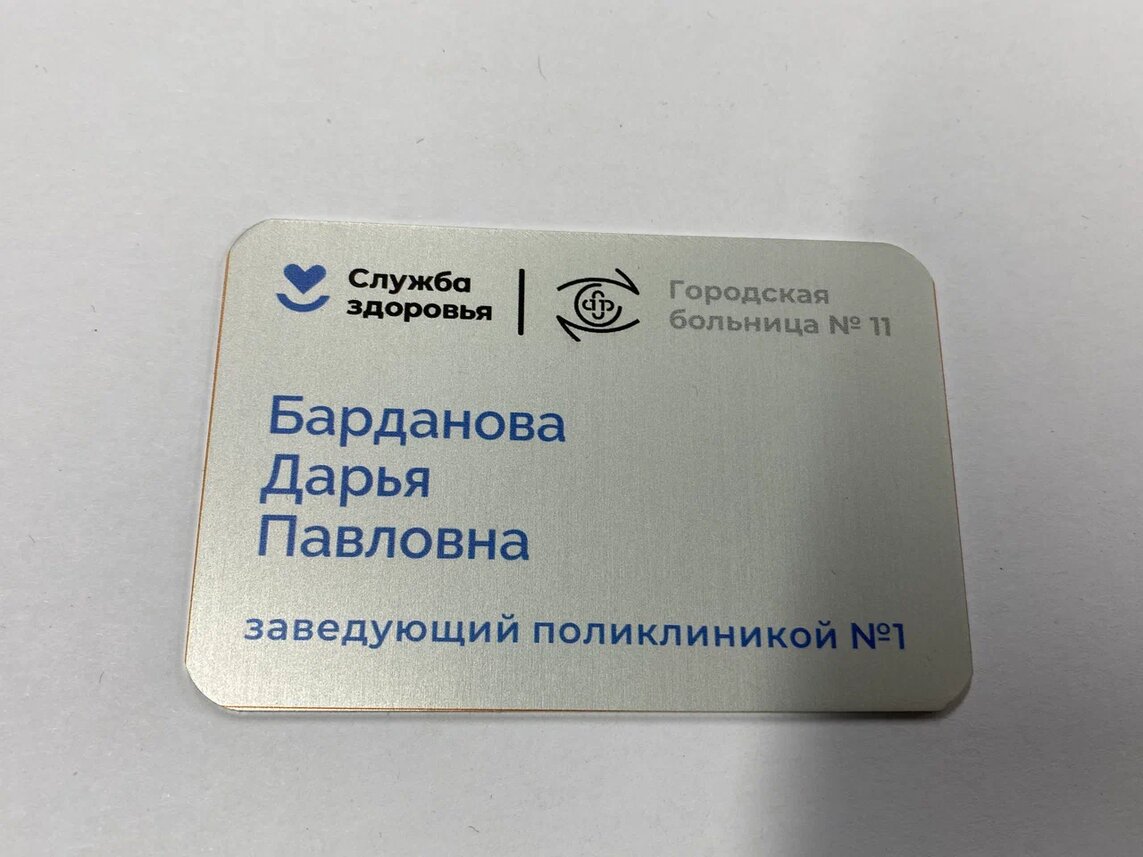 Служба
здоровья
Городская
больница № 11
Барданова
Дарья
Павловна
заведующий поликлиникой №1